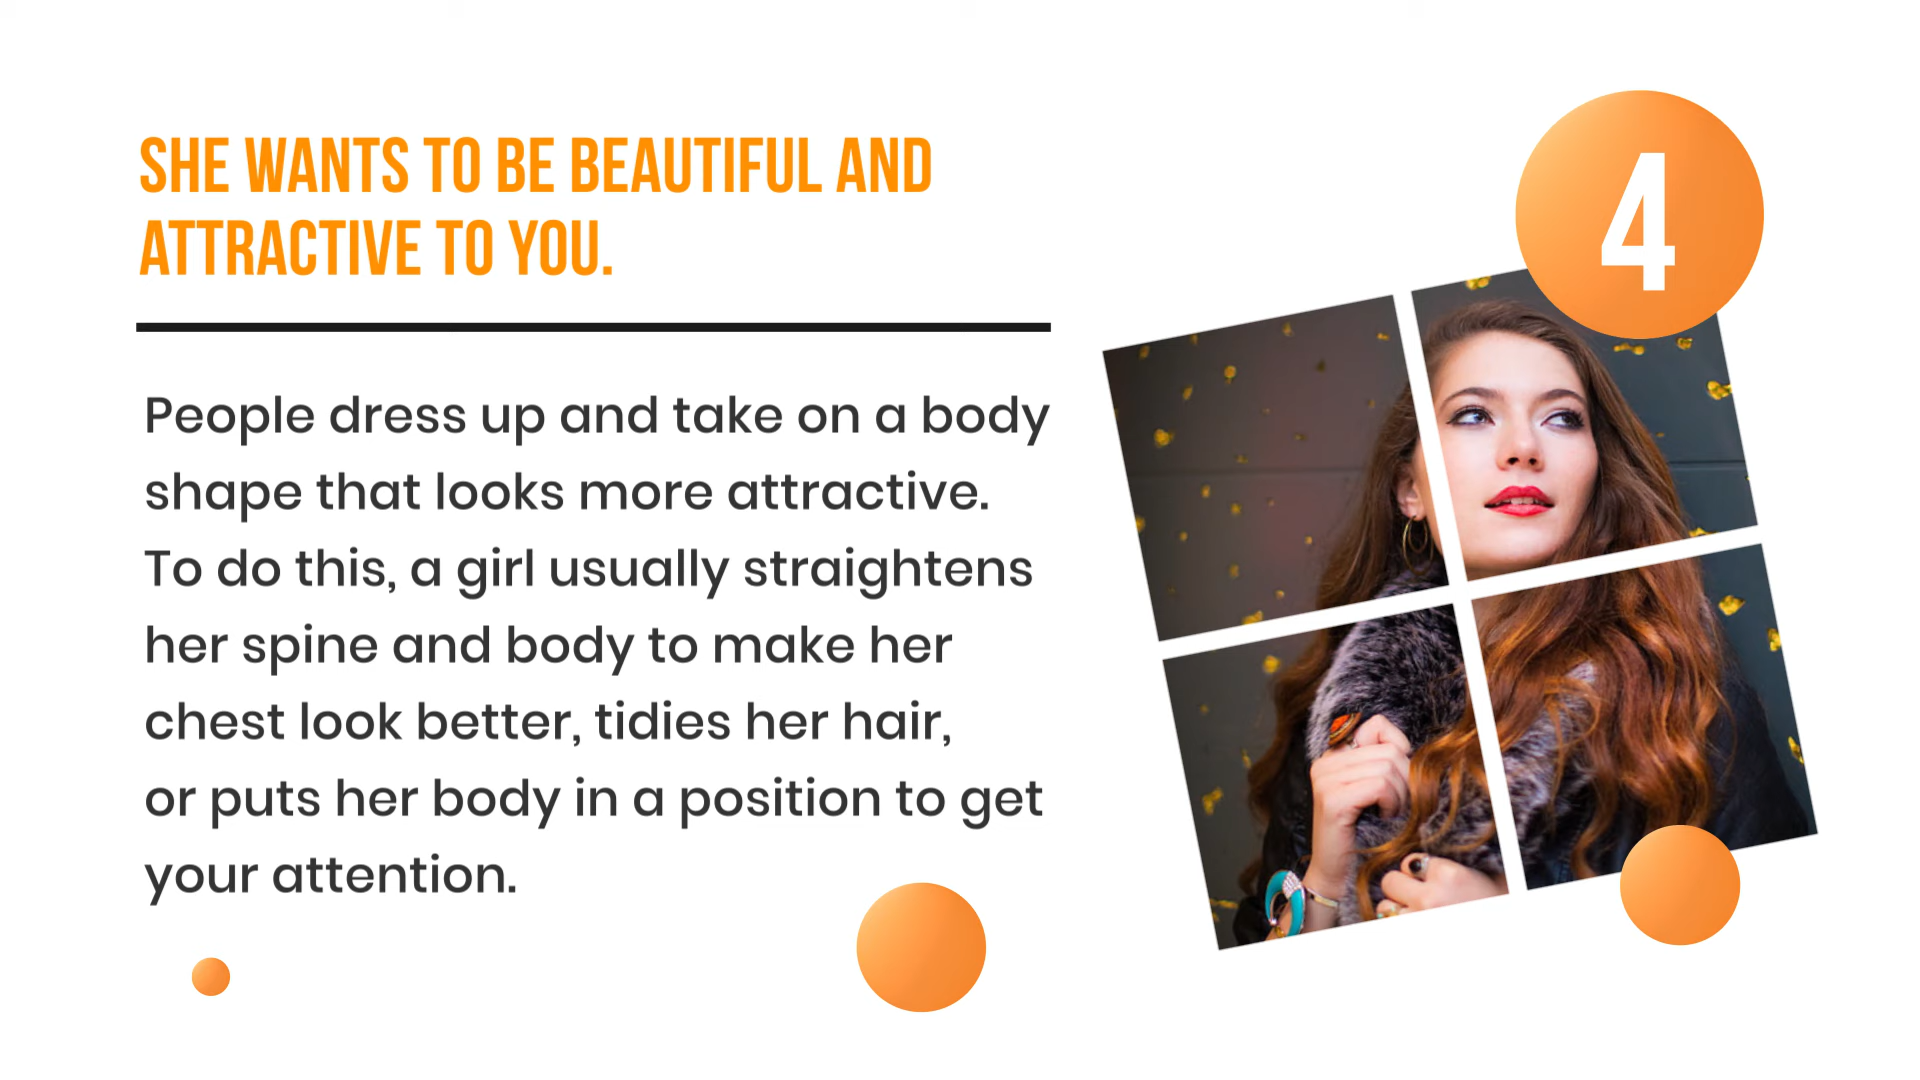 SHE WANTS TO BE BEAUTIFUL AND
ATTRACTIVE TO YOU.
4
People dress up and take on a body
shape that looks more attractive.
To do this, a girl usually straightens
her spine and body to make her
chest look better, tidies her hair,
or puts her body in a position to get
your attention.